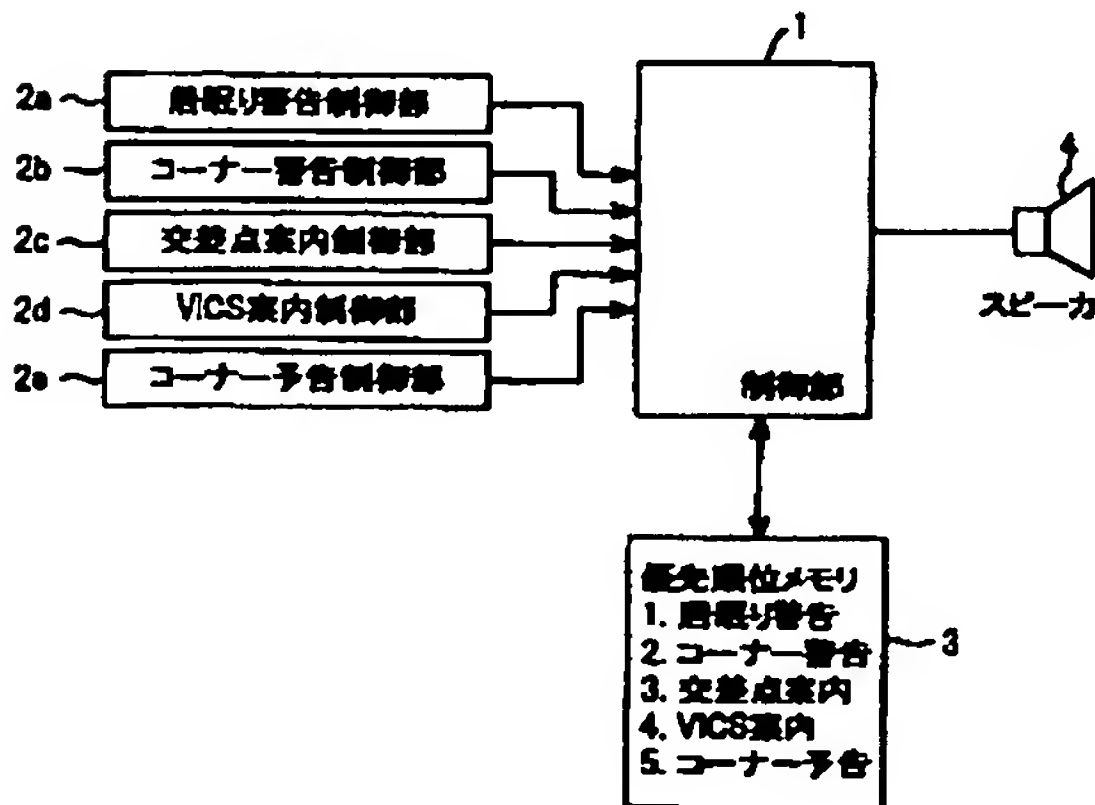 1
2a 居眠り警告制御部
2b コーナー警告制御部
2c 交差点案内制御部
2d VICS案内制御部
2e コーナー予告制御部
制御部
4
スピーカ
優先順位メモリ
1. 居眠り警告
2. コーナー警告
3. 交差点案内
4. VICS案内
5. コーナー予告
3